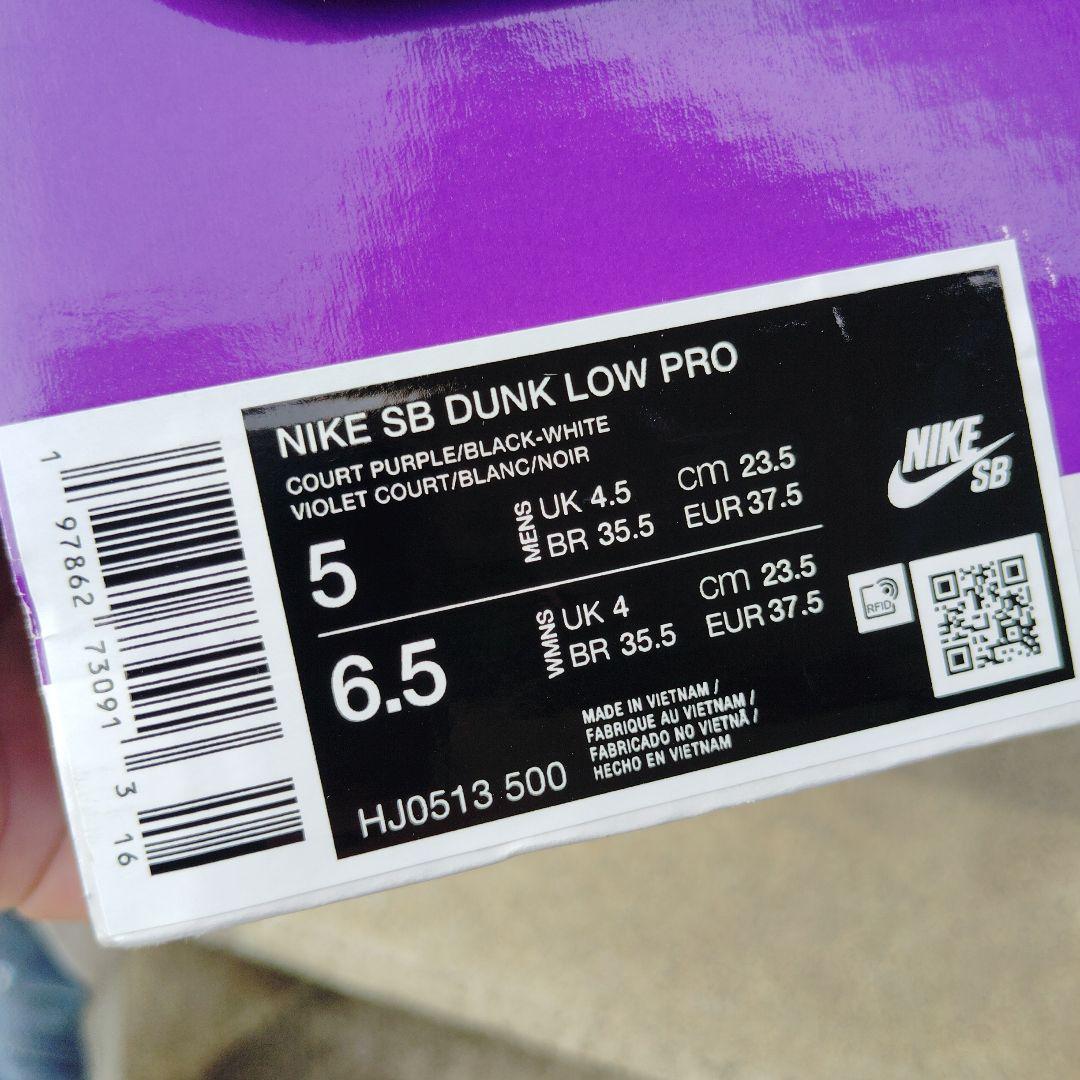 NIKE SB DUNK LOW PRO
COURT PURPLE/BLACK-WHITE
VIOLET COURT/BLANC/NOIR
5
MENS
UK 4.5 cm 23.5
BR 35.5 EUR 37.5
6.5
WMNS
UK 4 cm 23.5
BR 35.5 EUR 37.5
MADE IN VIETNAM /
FABRIQUE AU VIETNAM /
FABRICADO NO VIETNÃ /
HECHO EN VIETNAM
HJ0513 500
NIKE
SB
RFID
1 97862 73091 3 16